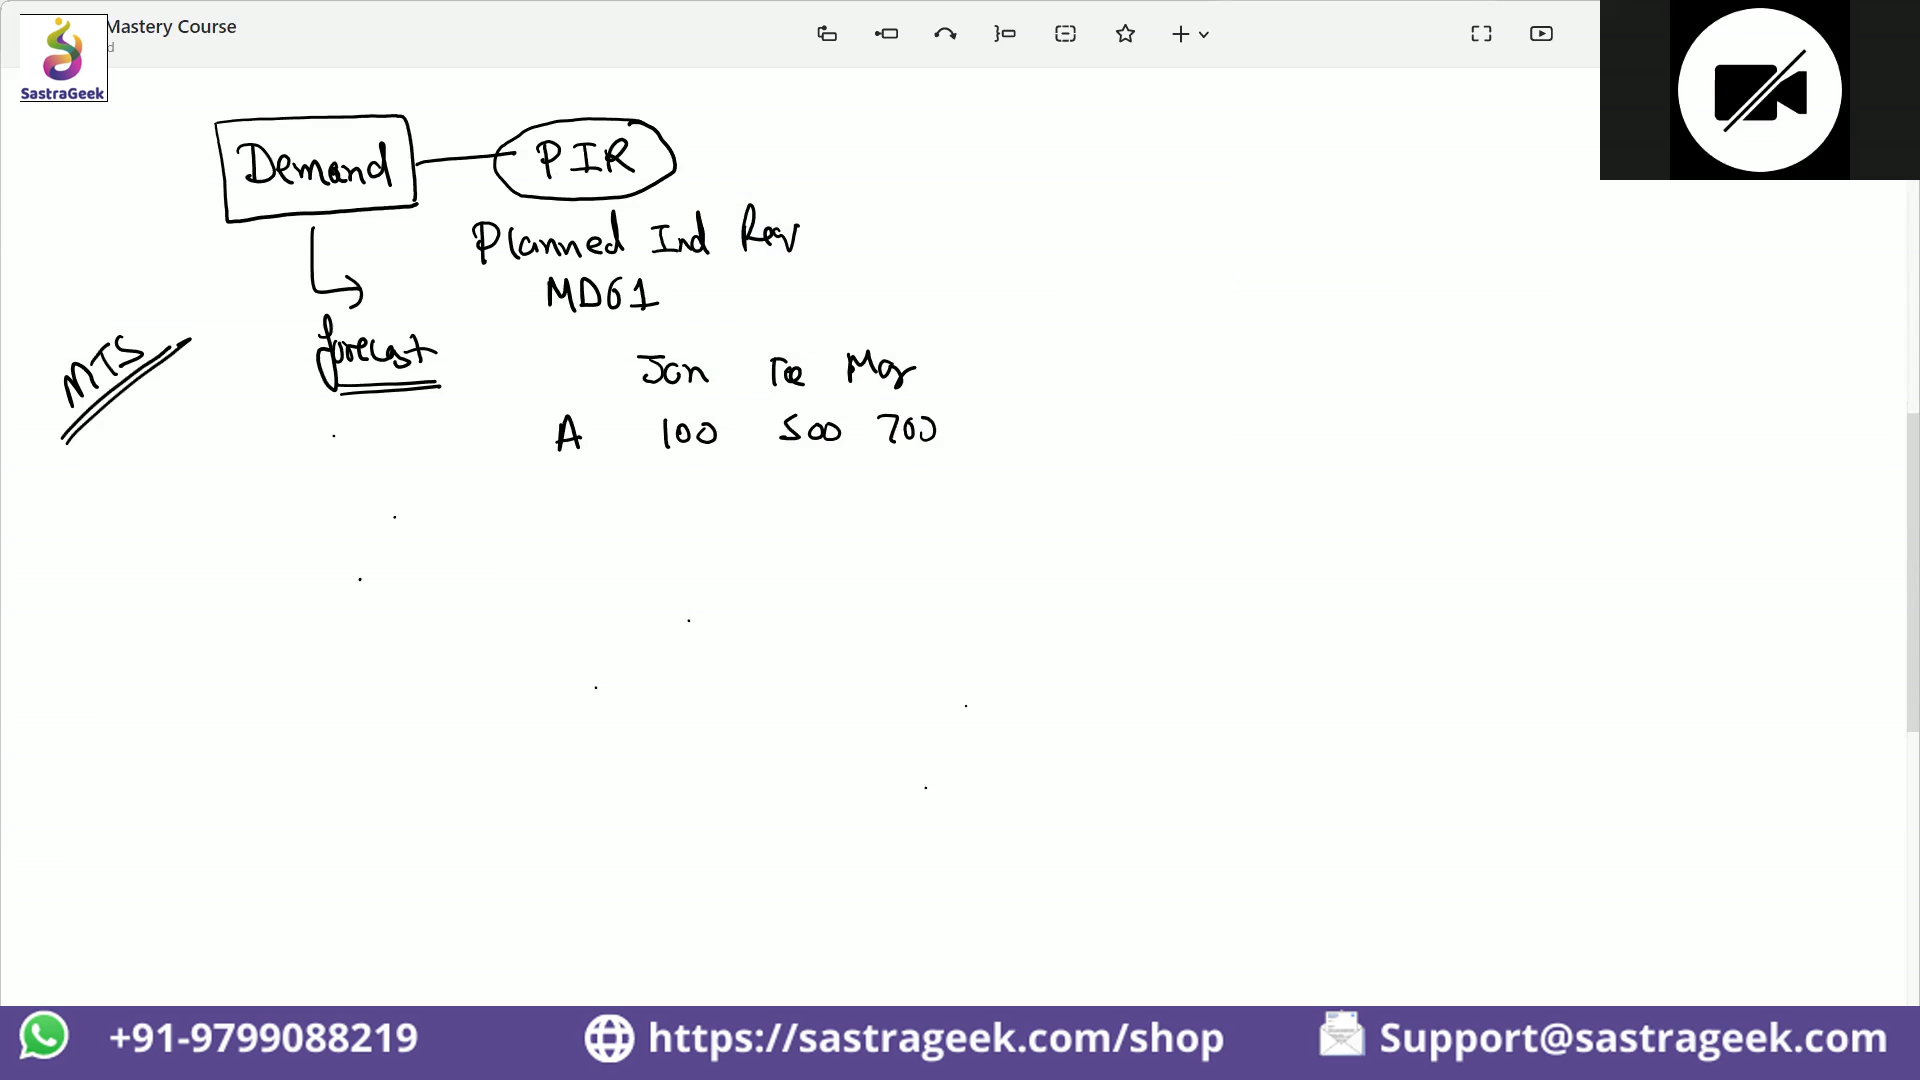 Mastery Course
d
SastraGeek
Demand
PIR
Planned Ind Req
MD61
MTS
forecast
Jan Mar
A 100 500 700
+91-9799088219
https://sastrageek.com/shop
Support@sastrageek.com